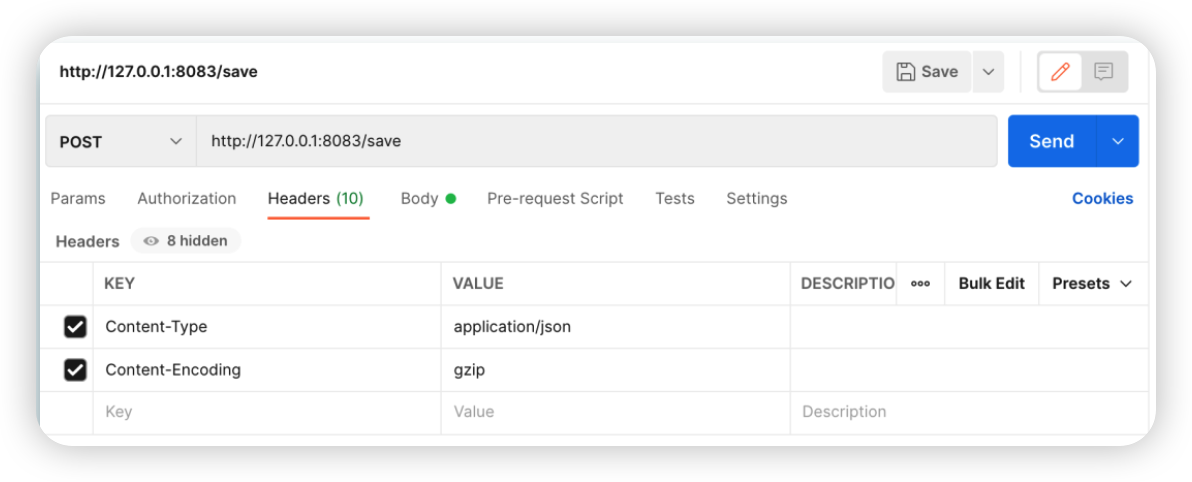 http://127.0.0.1:8083/save Save
POST http://127.0.0.1:8083/save Send
Params Authorization Headers (10) Body Pre-request Script Tests Settings Cookies
Headers 8 hidden
KEY VALUE DESCRIPTIO ooo Bulk Edit Presets
Content-Type application/json
Content-Encoding gzip
Key Value Description